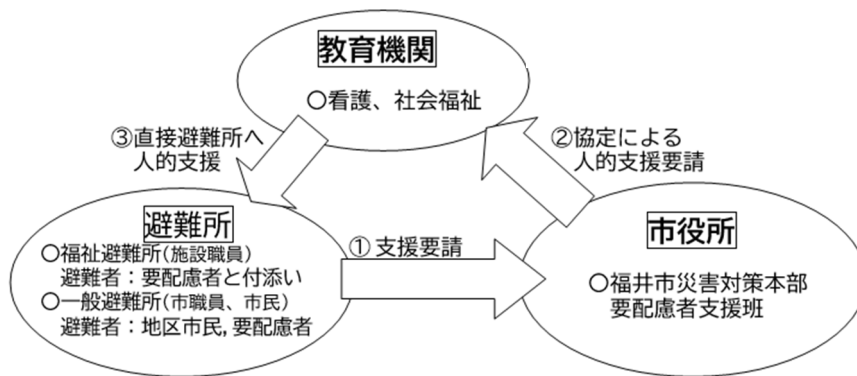 教育機関
○看護、社会福祉
③直接避難所へ
人的支援
②協定による
人的支援要請
避難所
○福祉避難所(施設職員)
避難者：要配慮者と付添い
○一般避難所(市職員、市民)
避難者：地区市民,要配慮者
① 支援要請
市役所
○福井市災害対策本部
要配慮者支援班